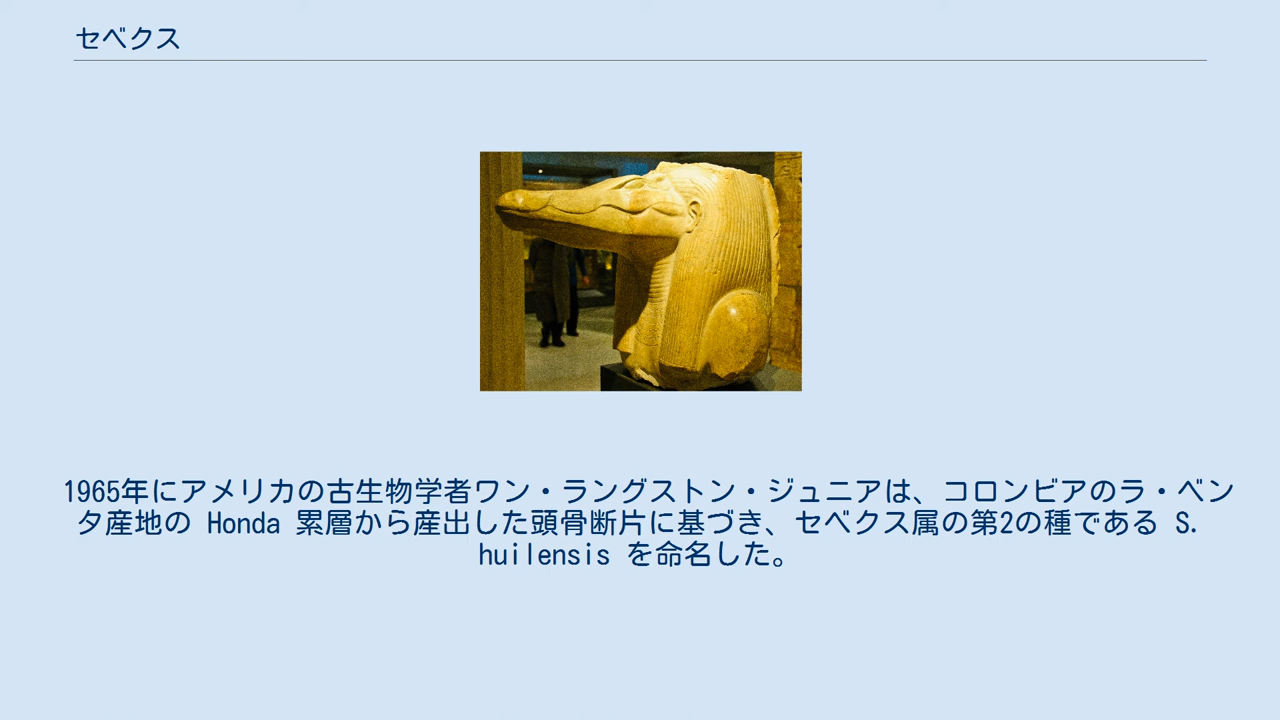 セベクス
1965年にアメリカの古生物学者ワン・ラングストン・ジュニアは、コロンビアのラ・ベン
タ産地の Honda 累層から産出した頭骨断片に基づき、セベクス属の第2の種である S.
huilensis を命名した。